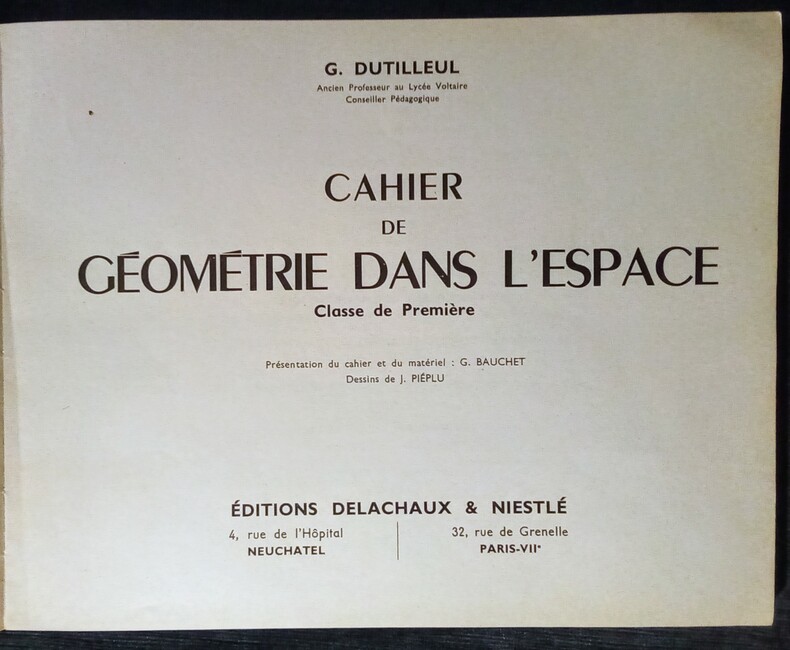 G. DUTILLEUL
Ancien Professeur au Lycée Voltaire
Conseiller Pédagogique
CAHIER
DE
GÉOMÉTRIE DANS L'ESPACE
Classe de Première
Présentation du cahier et du matériel : G. BAUCHET
Dessins de J. PIÉPLU
ÉDITIONS DELACHAUX & NIESTLÉ
4, rue de l'Hôpital
NEUCHATEL
32, rue de Grenelle
PARIS-VIIᵉ